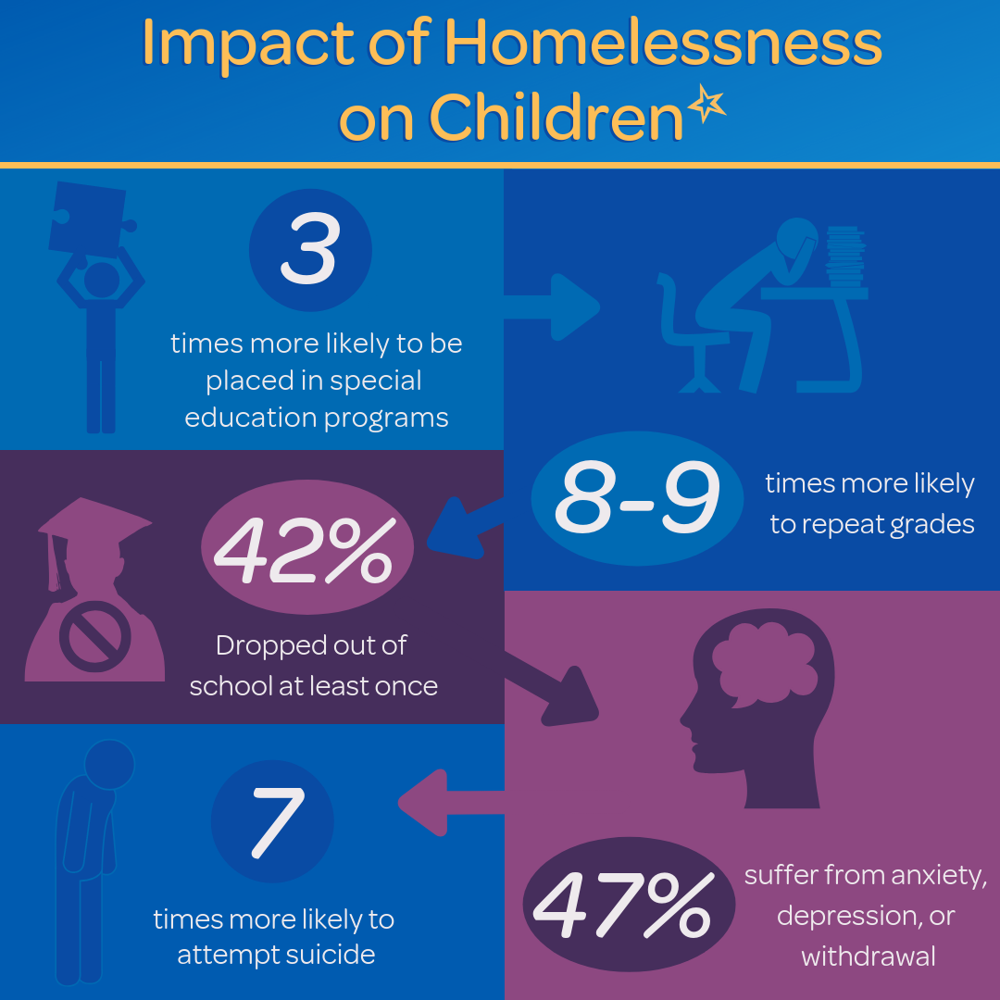 Impact of Homelessness
on Children
3
times more likely to be
placed in special
education programs
8-9
times more likely
to repeat grades
42%
Dropped out of
school at least once
47%
suffer from anxiety,
depression, or
withdrawal
7
times more likely to
attempt suicide